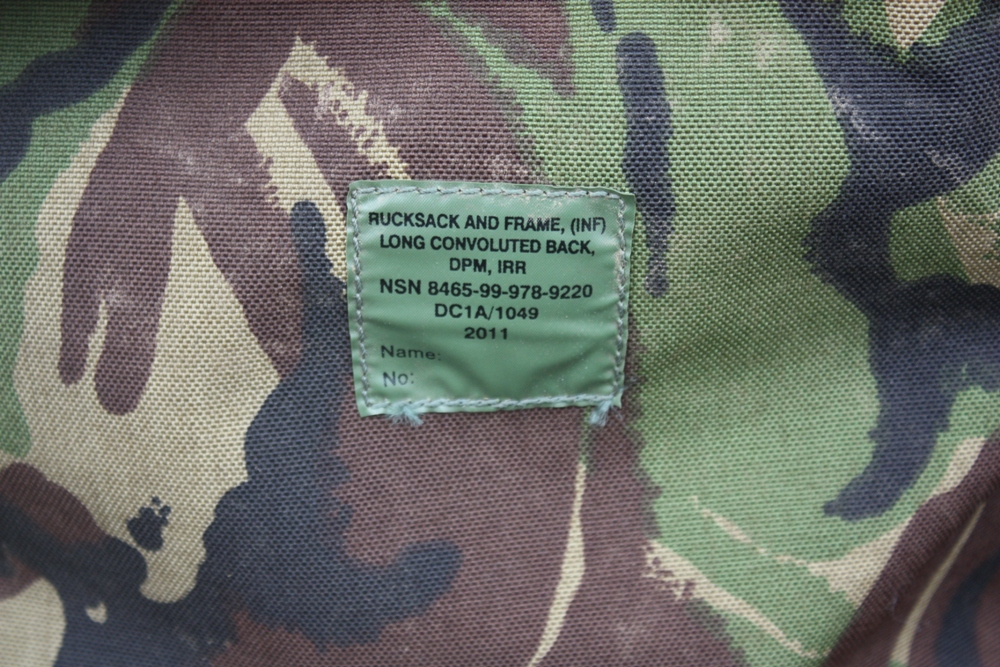 RUCKSACK AND FRAME, (INF)
LONG CONVOLUTED BACK,
DPM, IRR
NSN 8465-99-978-9220
DC1A/1049
2011
Name:
No: